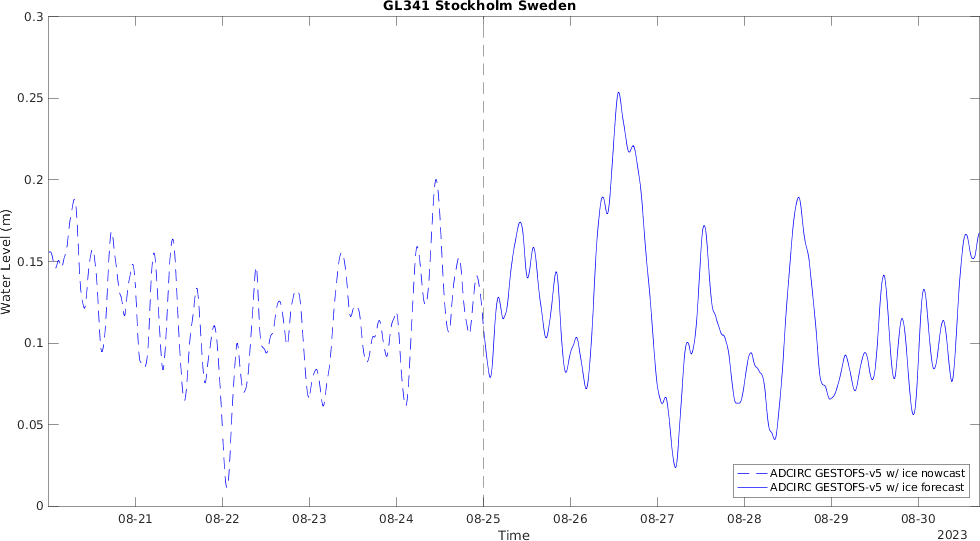 GL341 Stockholm Sweden
0.3
0.25
0.2
0.15
0.1
0.05
0
Water Level (m)
08-21 08-22 08-23 08-24 08-25 08-26 08-27 08-28 08-29 08-30
Time
2023
ADCIRC GESTOFS-v5 w/ ice nowcast
ADCIRC GESTOFS-v5 w/ ice forecast